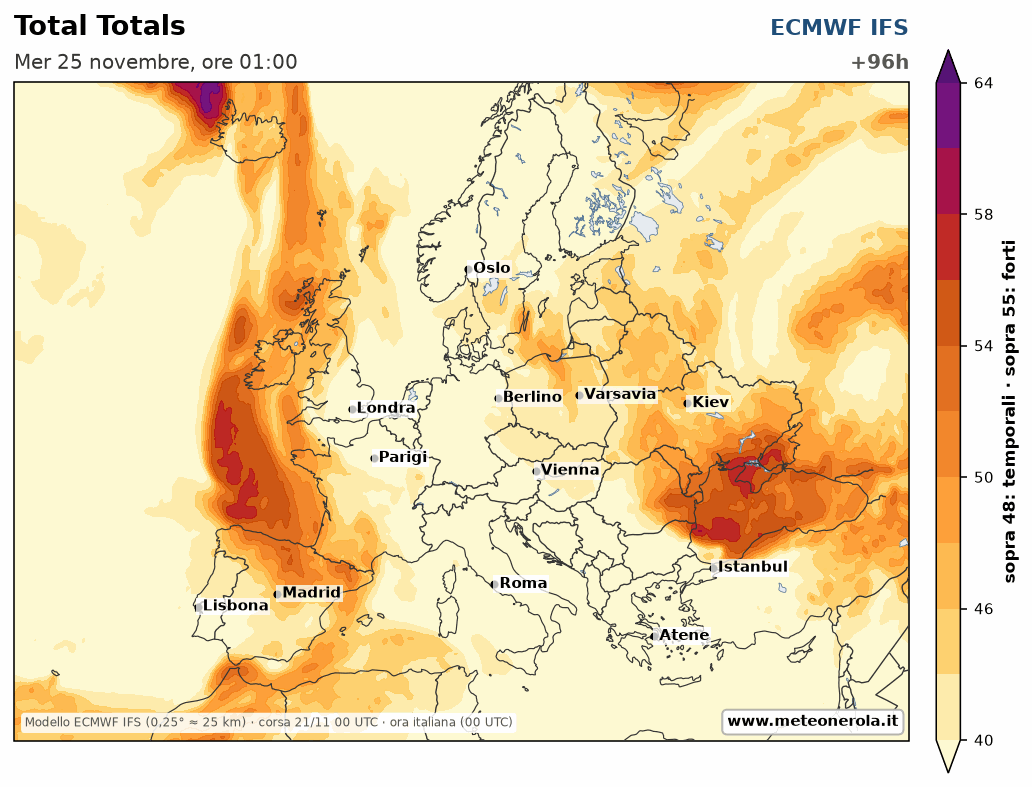 Total Totals
ECMWF IFS
Mer 25 novembre, ore 01:00
+96h
64
58
54
50
46
40
sopra 48: temporali · sopra 55: forti
Oslo
Berlino
Varsavia
Kiev
Londra
Parigi
Vienna
Istanbul
Roma
Madrid
Lisbona
Atene
Modello ECMWF IFS (0,25° ≈ 25 km) · corsa 21/11 00 UTC · ora italiana (00 UTC)
www.meteonerola.it